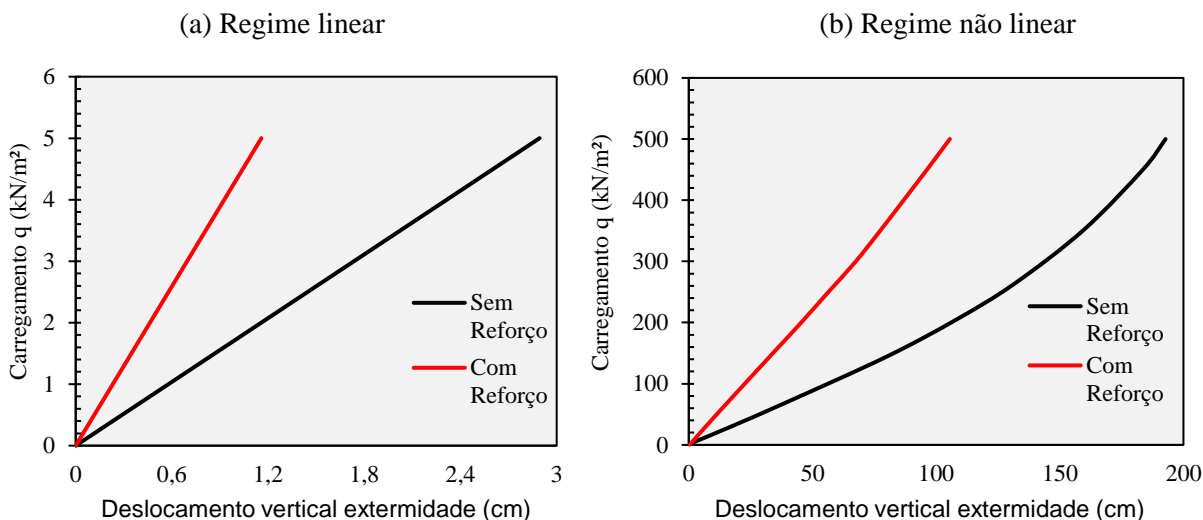 (a) Regime linear
Carregamento q (kN/m²)
6
5
4
3
2
1
0
0
0,6
1,2
1,8
2,4
3
Deslocamento vertical extermidade (cm)
Sem
Reforço
Com
Reforço
(b) Regime não linear
Carregamento q (kN/m²)
600
500
400
300
200
100
0
0
50
100
150
200
Deslocamento vertical extermidade (cm)
Sem
Reforço
Com
Reforço